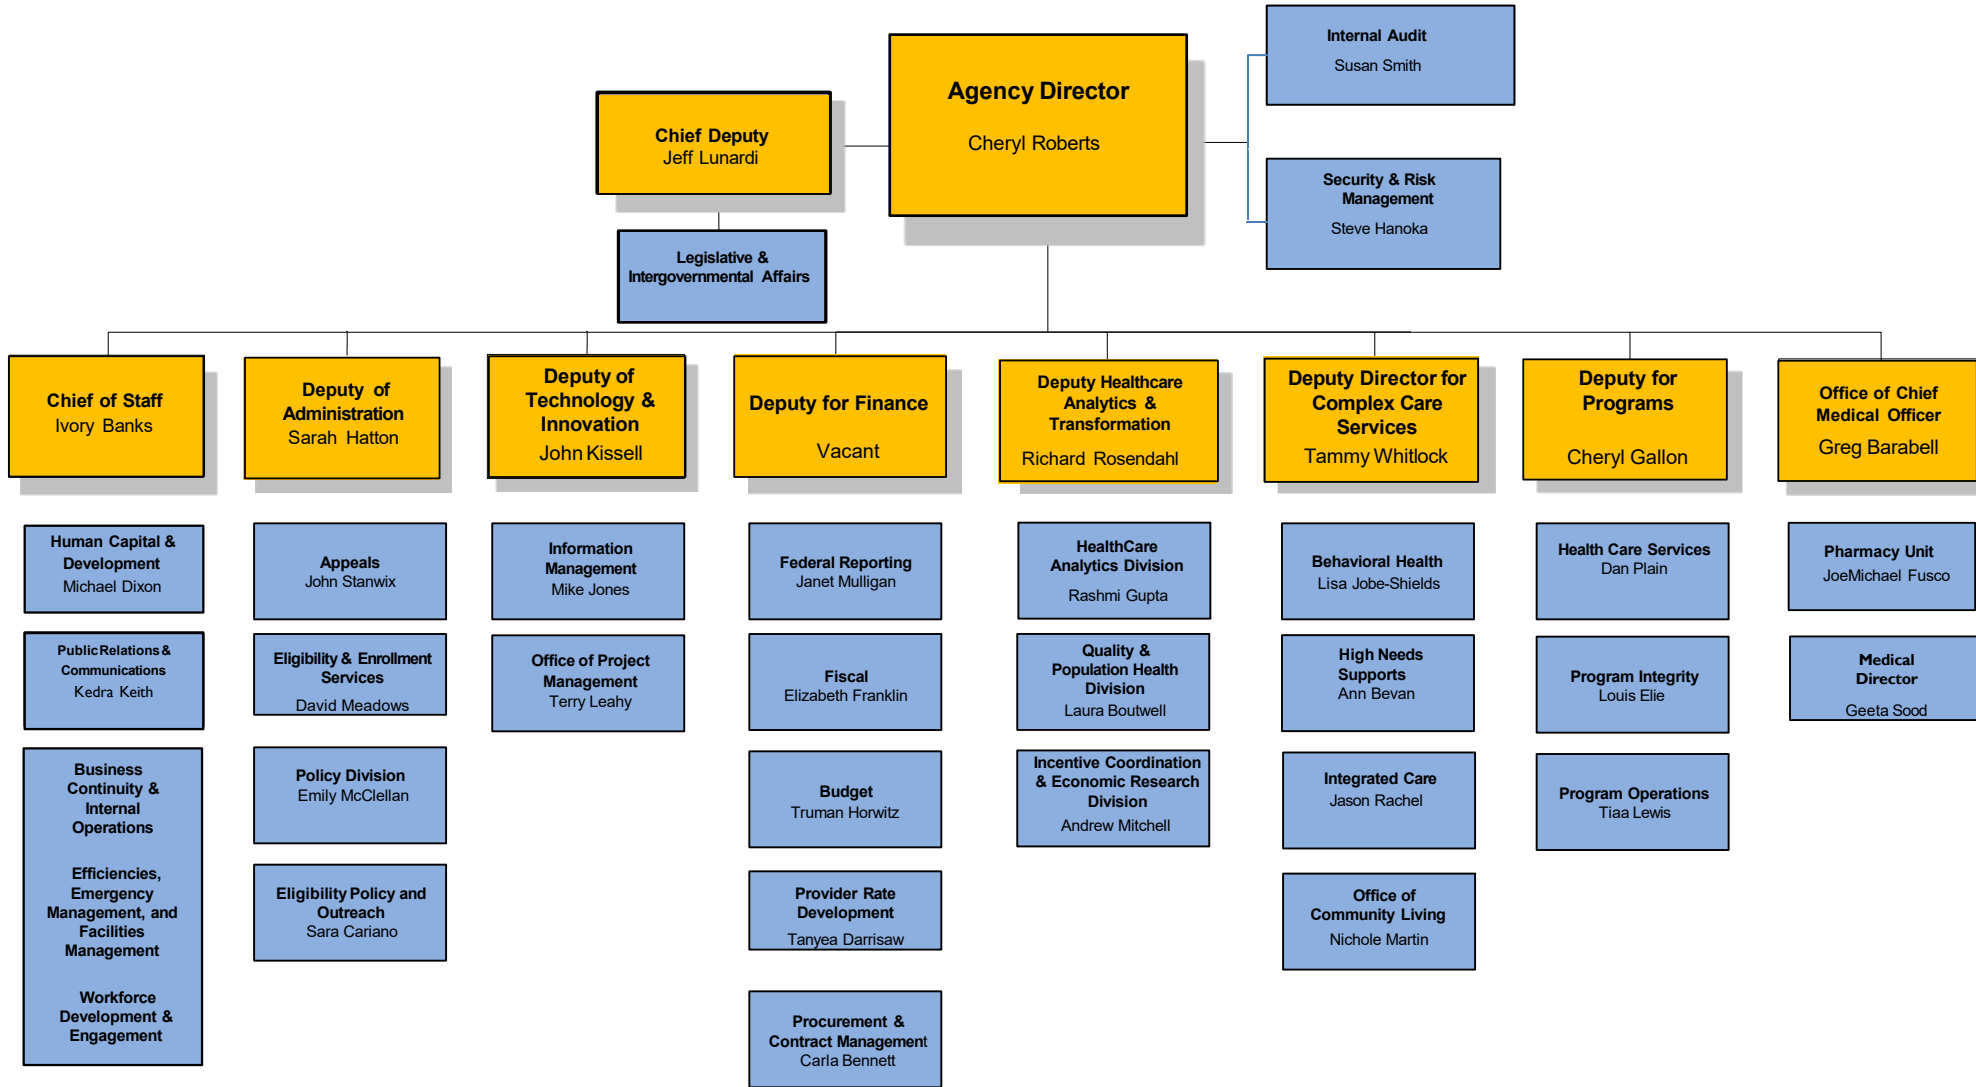 Internal Audit
Susan Smith
Agency Director
Cheryl Roberts
Chief Deputy
Jeff Lunardi
Security & Risk
Management
Steve Hanoka
Legislative &
Intergovernmental Affairs
Chief of Staff
Ivory Banks
Deputy of
Administration
Sarah Hatton
Deputy of
Technology &
Innovation
John Kissell
Deputy for Finance
Vacant
Deputy Healthcare
Analytics &
Transformation
Richard Rosendahl
Deputy Director for
Complex Care
Services
Tammy Whitlock
Deputy for
Programs
Cheryl Gallon
Office of Chief
Medical Officer
Greg Barabell
Human Capital &
Development
Michael Dixon
Public Relations &
Communications
Kedra Keith
Business
Continuity &
Internal
Operations
Efficiencies,
Emergency
Management, and
Facilities
Management
Workforce
Development &
Engagement
Appeals
John Stanwix
Eligibility & Enrollment
Services
David Meadows
Policy Division
Emily McClellan
Eligibility Policy and
Outreach
Sara Cariano
Information
Management
Mike Jones
Office of Project
Management
Terry Leahy
Federal Reporting
Janet Mulligan
Fiscal
Elizabeth Franklin
Budget
Truman Horwitz
Provider Rate
Development
Tanyea Darrisaw
Procurement &
Contract Management
Carla Bennett
HealthCare
Analytics Division
Rashmi Gupta
Quality &
Population Health
Division
Laura Boutwell
Incentive Coordination
& Economic Research
Division
Andrew Mitchell
Behavioral Health
Lisa Jobe-Shields
High Needs
Supports
Ann Bevan
Integrated Care
Jason Rachel
Office of
Community Living
Nichole Martin
Health Care Services
Dan Plain
Program Integrity
Louis Elie
Program Operations
Tiaa Lewis
Pharmacy Unit
JoeMichael Fusco
Medical
Director
Geeta Sood